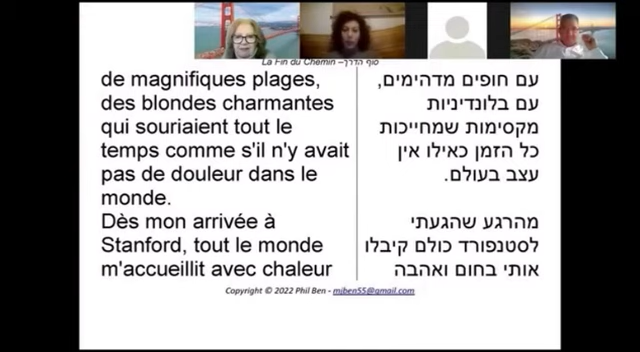 La Fin du Chemin –סוף הדרך
de magnifiques plages,
des blondes charmantes
qui souriaient tout le
temps comme s'il n'y avait
pas de douleur dans le
monde.
Dès mon arrivée à
Stanford, tout le monde
m'accueillit avec chaleur
עם חופים מדהימים,
עם בלונדיניות
מקסימות שמחייכות
כל הזמן כאילו אין
עצב בעולם.
מהרגע שהגעתי
לסטנפורד כולם קיבלו
אותי בחום ואהבה
Copyright © 2022 Phil Ben - mjben55@gmail.com